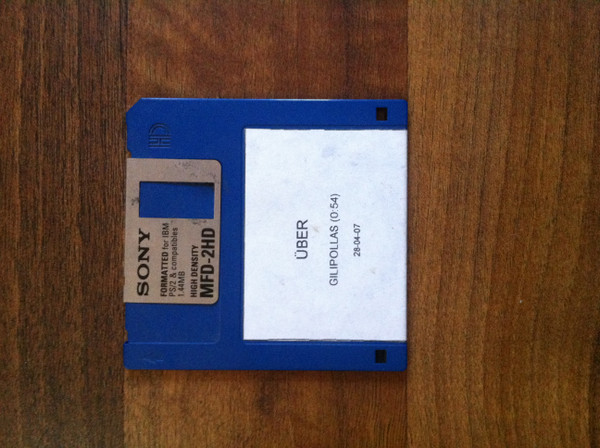 SONY
FORMATTED for IBM
PS/2 & compatibles
1.44MB
HIGH DENSITY
MFD-2HD
ÜBER
GILIPOLLAS (0:54)
28-04-07